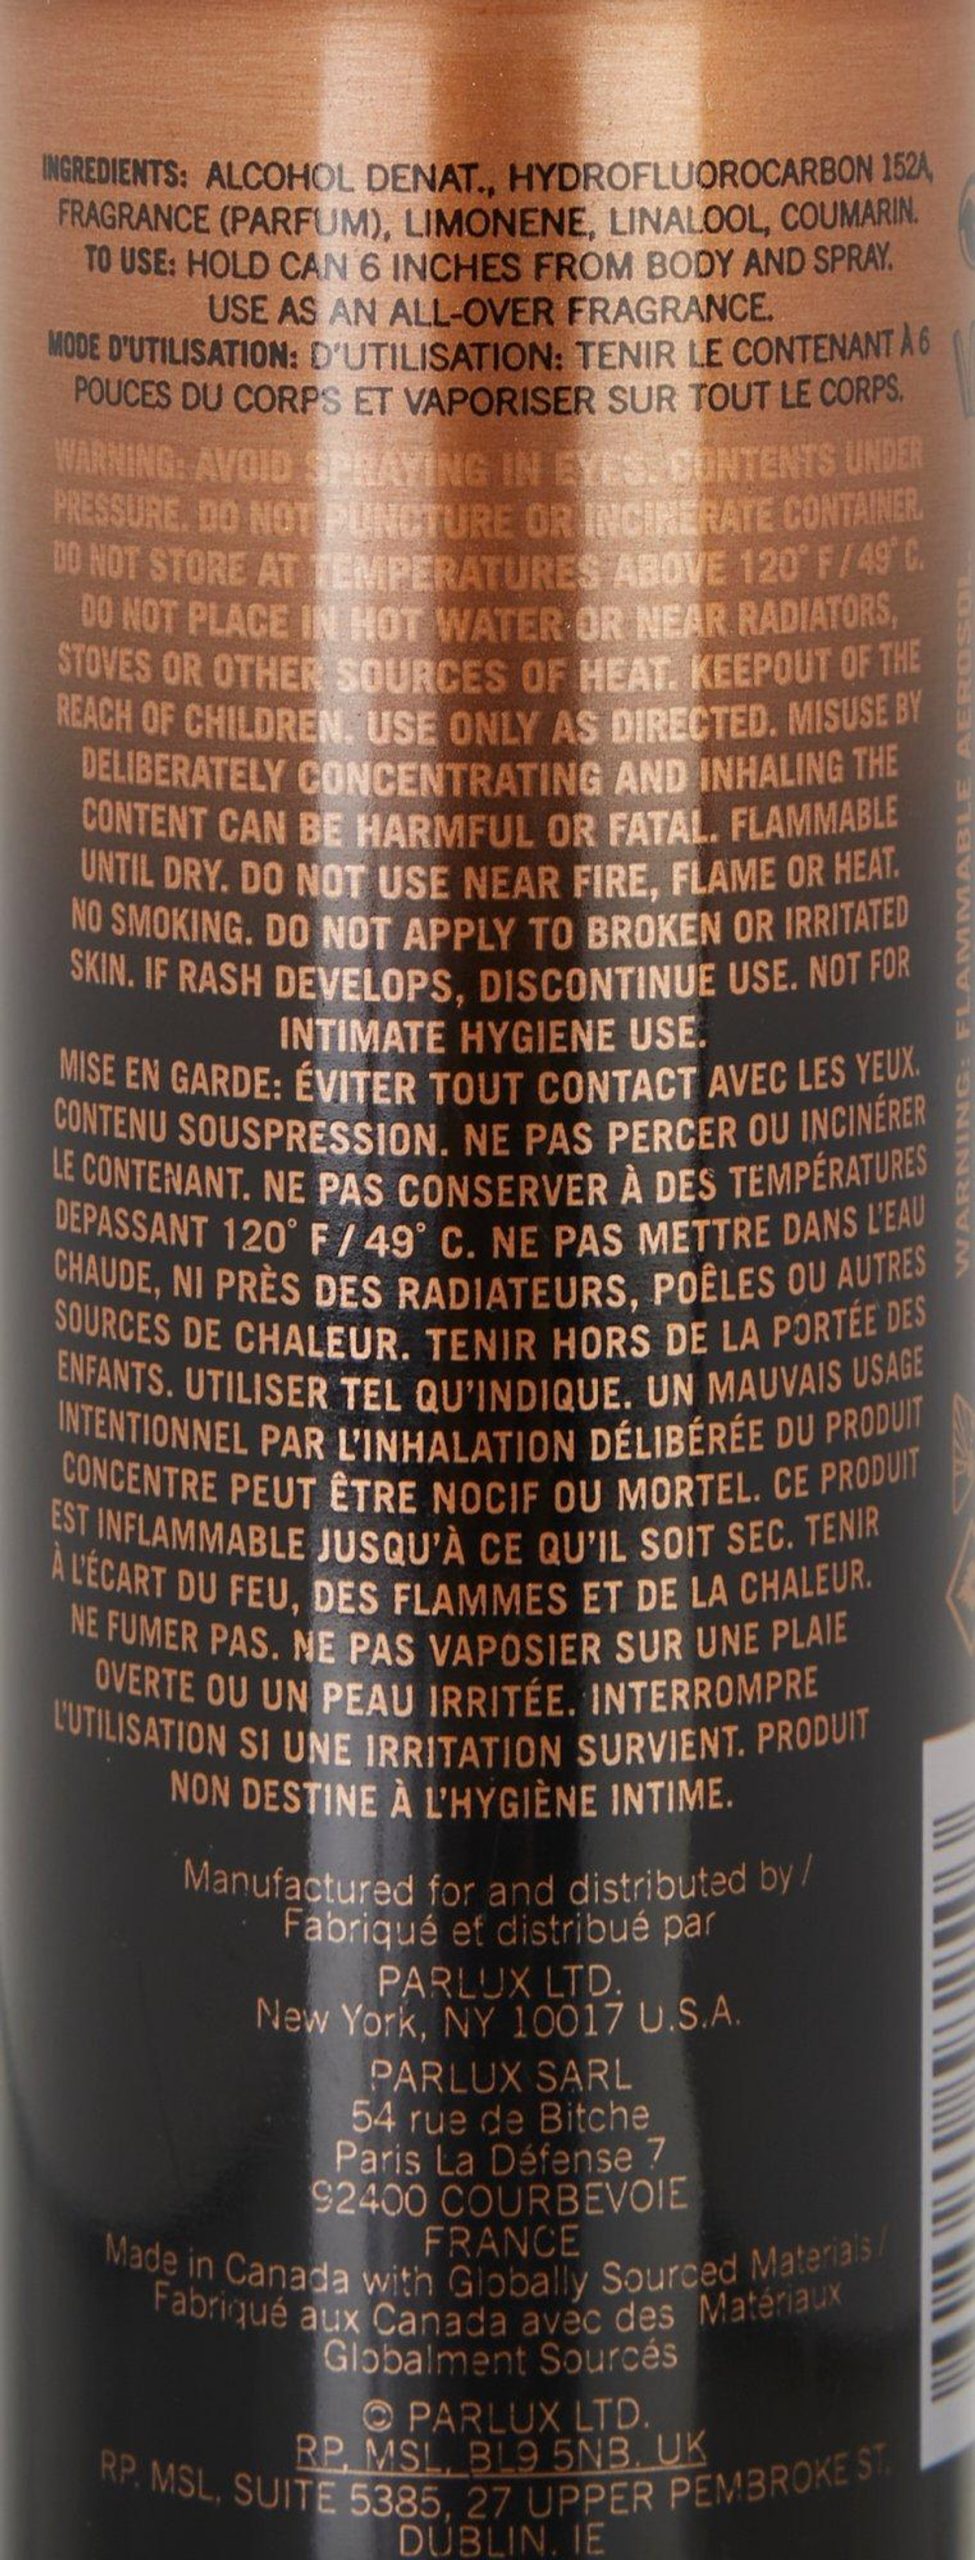 INGREDIENTS: ALCOHOL DENAT., HYDROFLUOROCARBON 152A,
FRAGRANCE (PARFUM), LIMONENE, LINALOOL, COUMARIN.
TO USE: HOLD CAN 6 INCHES FROM BODY AND SPRAY.
USE AS AN ALL-OVER FRAGRANCE.
MODE D'UTILISATION: D'UTILISATION: TENIR LE CONTENANT À 6
POUCES DU CORPS ET VAPORISER SUR TOUT LE CORPS.
WARNING: AVOID SPRAYING IN EYES. CONTENTS UNDER
PRESSURE. DO NOT PUNCTURE OR INCINERATE CONTAINER.
DO NOT STORE AT TEMPERATURES ABOVE 120° F/49° C.
DO NOT PLACE IN HOT WATER OR NEAR RADIATORS,
STOVES OR OTHER SOURCES OF HEAT. KEEPOUT OF THE
REACH OF CHILDREN. USE ONLY AS DIRECTED. MISUSE BY
DELIBERATELY CONCENTRATING AND INHALING THE
CONTENT CAN BE HARMFUL OR FATAL. FLAMMABLE
UNTIL DRY. DO NOT USE NEAR FIRE, FLAME OR HEAT.
NO SMOKING. DO NOT APPLY TO BROKEN OR IRRITATED
SKIN. IF RASH DEVELOPS, DISCONTINUE USE. NOT FOR
INTIMATE HYGIENE USE.
MISE EN GARDE: ÉVITER TOUT CONTACT AVEC LES YEUX.
CONTENU SOUSPRESSION. NE PAS PERCER OU INCINÉRER
LE CONTENANT. NE PAS CONSERVER À DES TEMPÉRATURES
DEPASSANT 120° F/49° C. NE PAS METTRE DANS L'EAU
CHAUDE, NI PRÈS DES RADIATEURS, POÊLES OU AUTRES
SOURCES DE CHALEUR. TENIR HORS DE LA PORTÉE DES
ENFANTS. UTILISER TEL QU'INDIQUE. UN MAUVAIS USAGE
INTENTIONNEL PAR L'INHALATION DÉLIBÉRÉE DU PRODUIT
CONCENTRE PEUT ÊTRE NOCIF OU MORTEL. CE PRODUIT
EST INFLAMMABLE JUSQU'À CE QU'IL SOIT SEC. TENIR
À L'ÉCART DU FEU, DES FLAMMES ET DE LA CHALEUR.
NE FUMER PAS. NE PAS VAPOSIER SUR UNE PLAIE
OVERTE OU UN PEAU IRRITÉE. INTERROMPRE
L'UTILISATION SI UNE IRRITATION SURVIENT. PRODUIT
NON DESTINE À L'HYGIÈNE INTIME.
Manufactured for and distributed by /
Fabriqué et distribué par
PARLUX LTD.
New York, NY 10017 U.S.A.
PARLUX SARL
54 rue de Bitche
Paris La Défense 7
92400 COURBEVOIE
FRANCE
Made in Canada with Globally Sourced Materials /
Fabriqué aux Canada avec des Matériaux
Globalment Sourcés
© PARLUX LTD.
RP, MSL, BL9 5NB. UK
RP. MSL, SUITE 5385, 27 UPPER PEMBROKE ST.
DUBLIN. IE
WARNING: FLAMMABLE AEROSOL